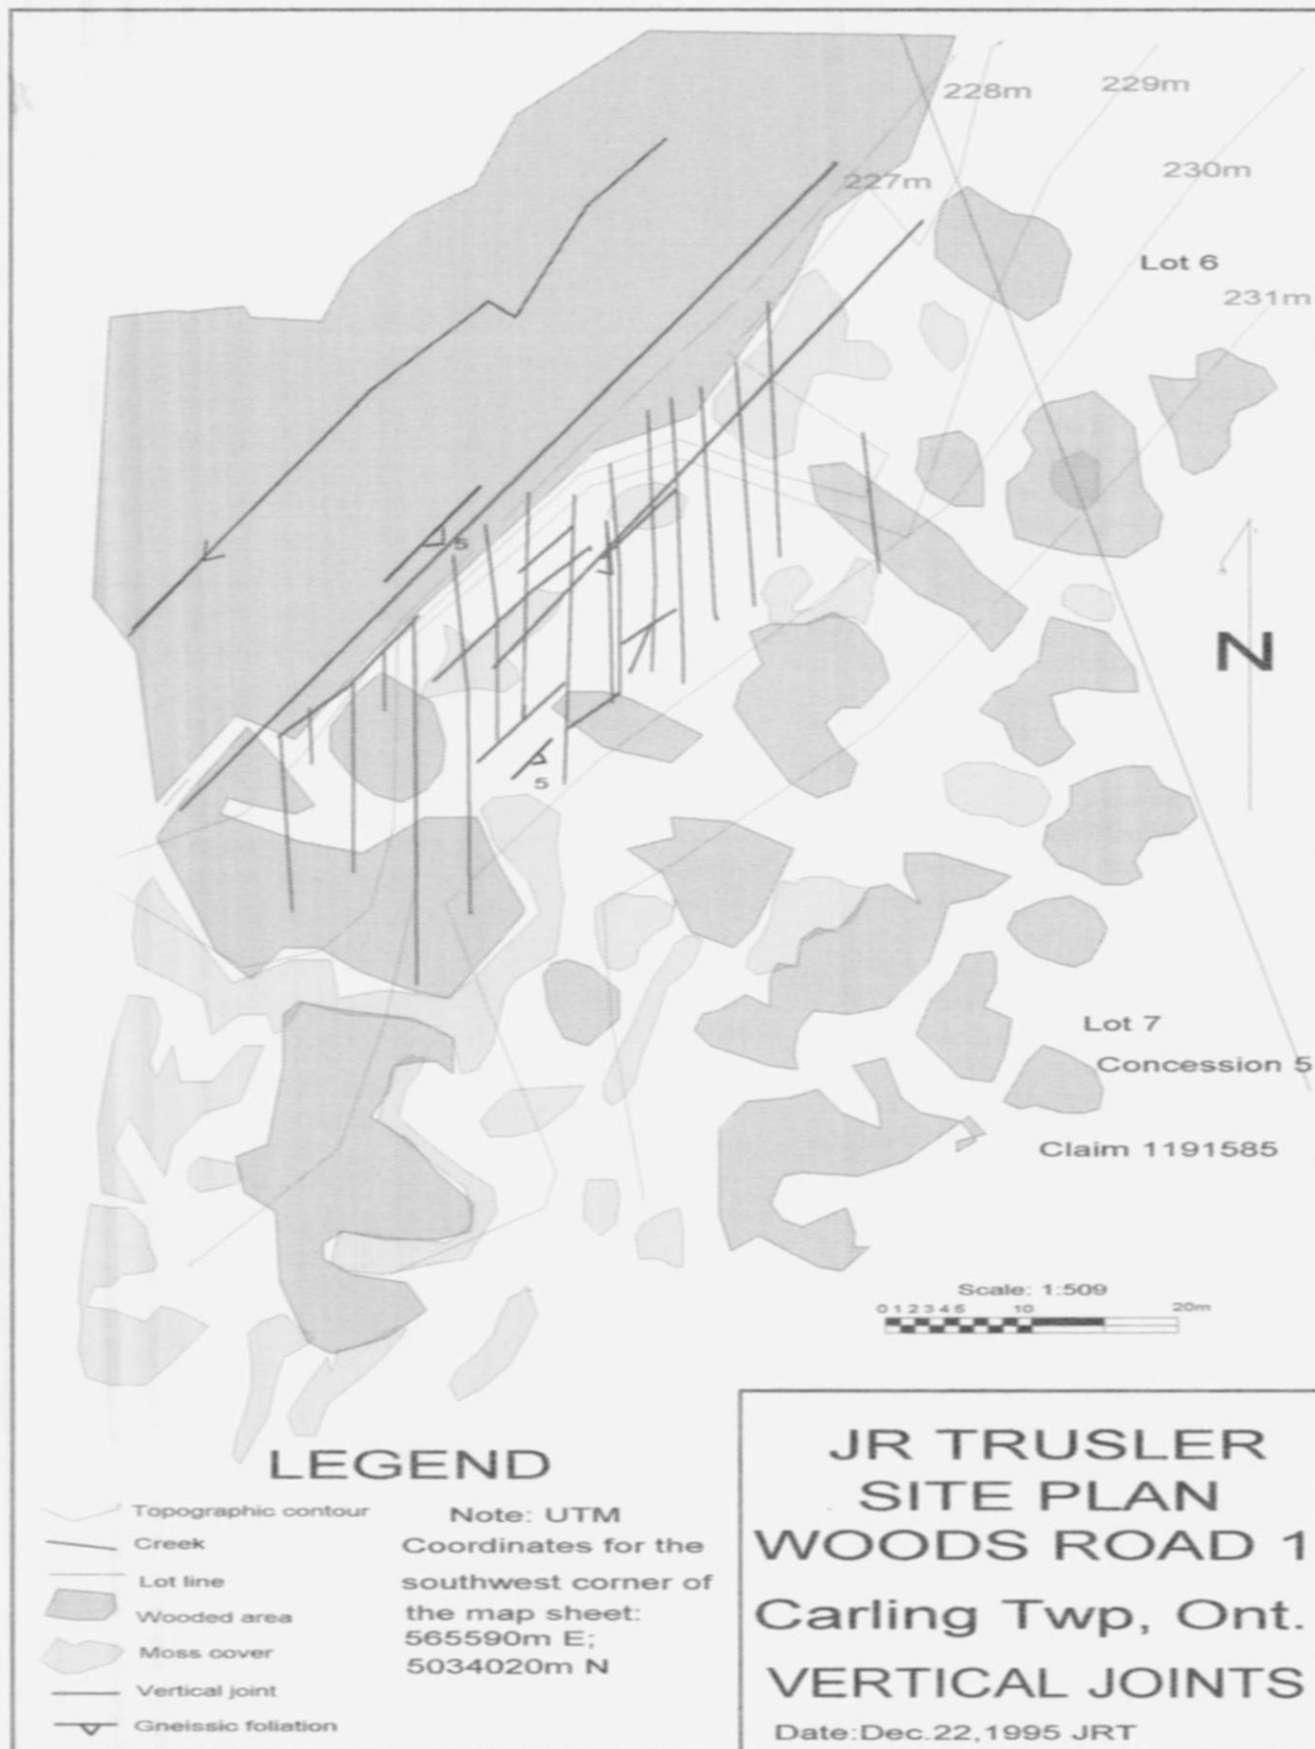 228m
229m
227m
230m
Lot 6
231m
5
N
5
Lot 7
Concession 5
Claim 1191585
Scale: 1:509
0 1 2 3 4 5 10 20m
LEGEND
Topographic contour
Creek
Lot line
Wooded area
Moss cover
Vertical joint
Gneissic foliation
Note: UTM
Coordinates for the
southwest corner of
the map sheet:
565590m E;
5034020m N
JR TRUSLER
SITE PLAN
WOODS ROAD 1
Carling Twp, Ont.
VERTICAL JOINTS
Date:Dec.22,1995 JRT